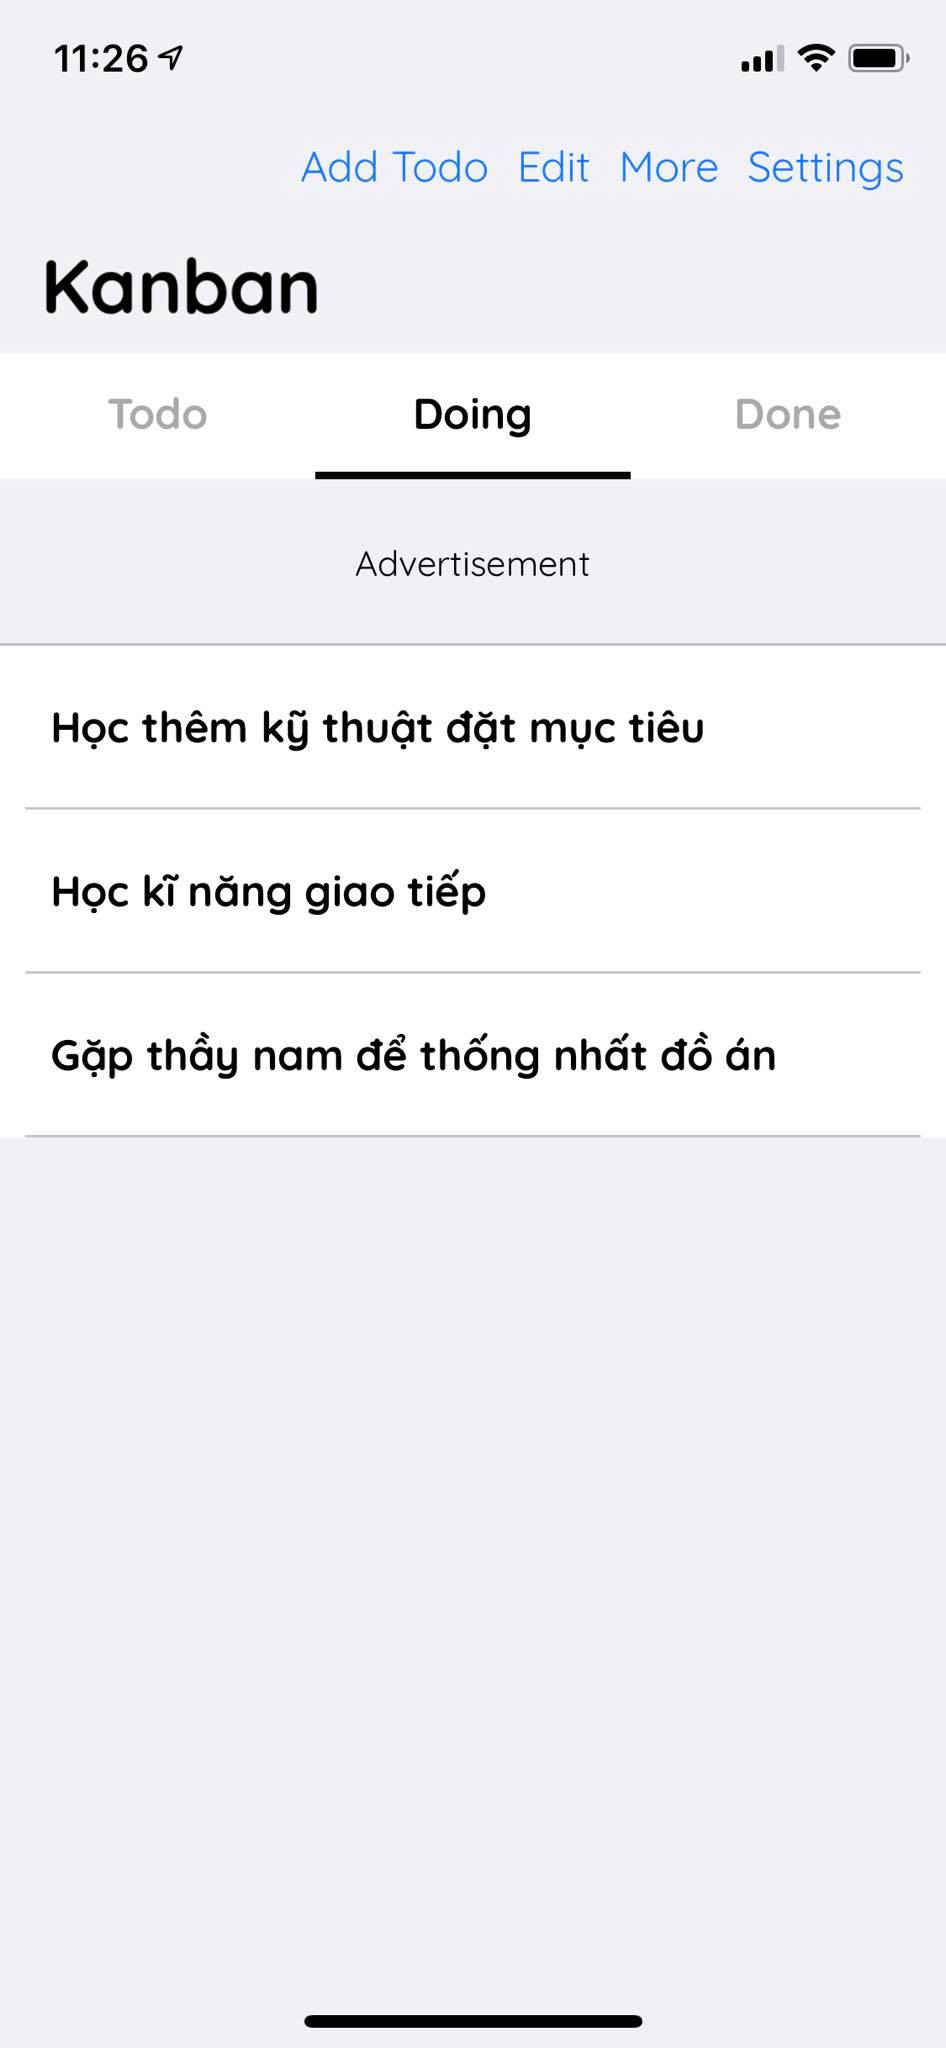 11:26
Add Todo Edit More Settings
Kanban
Todo Doing Done
Advertisement
Học thêm kỹ thuật đặt mục tiêu
Học kĩ năng giao tiếp
Gặp thầy nam để thống nhất đồ án